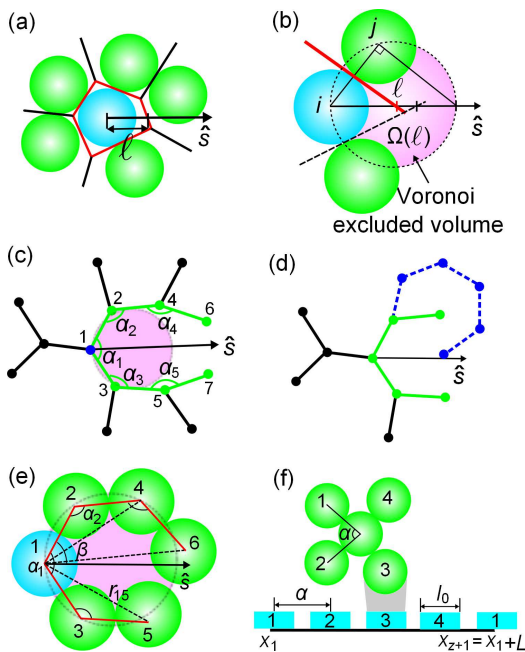 (a)
ŝ
ℓ
(b)
j
i
ℓ
ŝ
Ω(ℓ)
Voronoi
excluded volume
(c)
2
4
6
1
α₂
α₄
α₁
ŝ
α₃
α₅
3
5
7
(d)
ŝ
(e)
2
4
α₂
1
β
6
α₁
ŝ
r₁₅
3
5
(f)
1
4
α
2
3
α
l₀
1
2
3
4
1
x₁
x_{z+1} = x₁+L